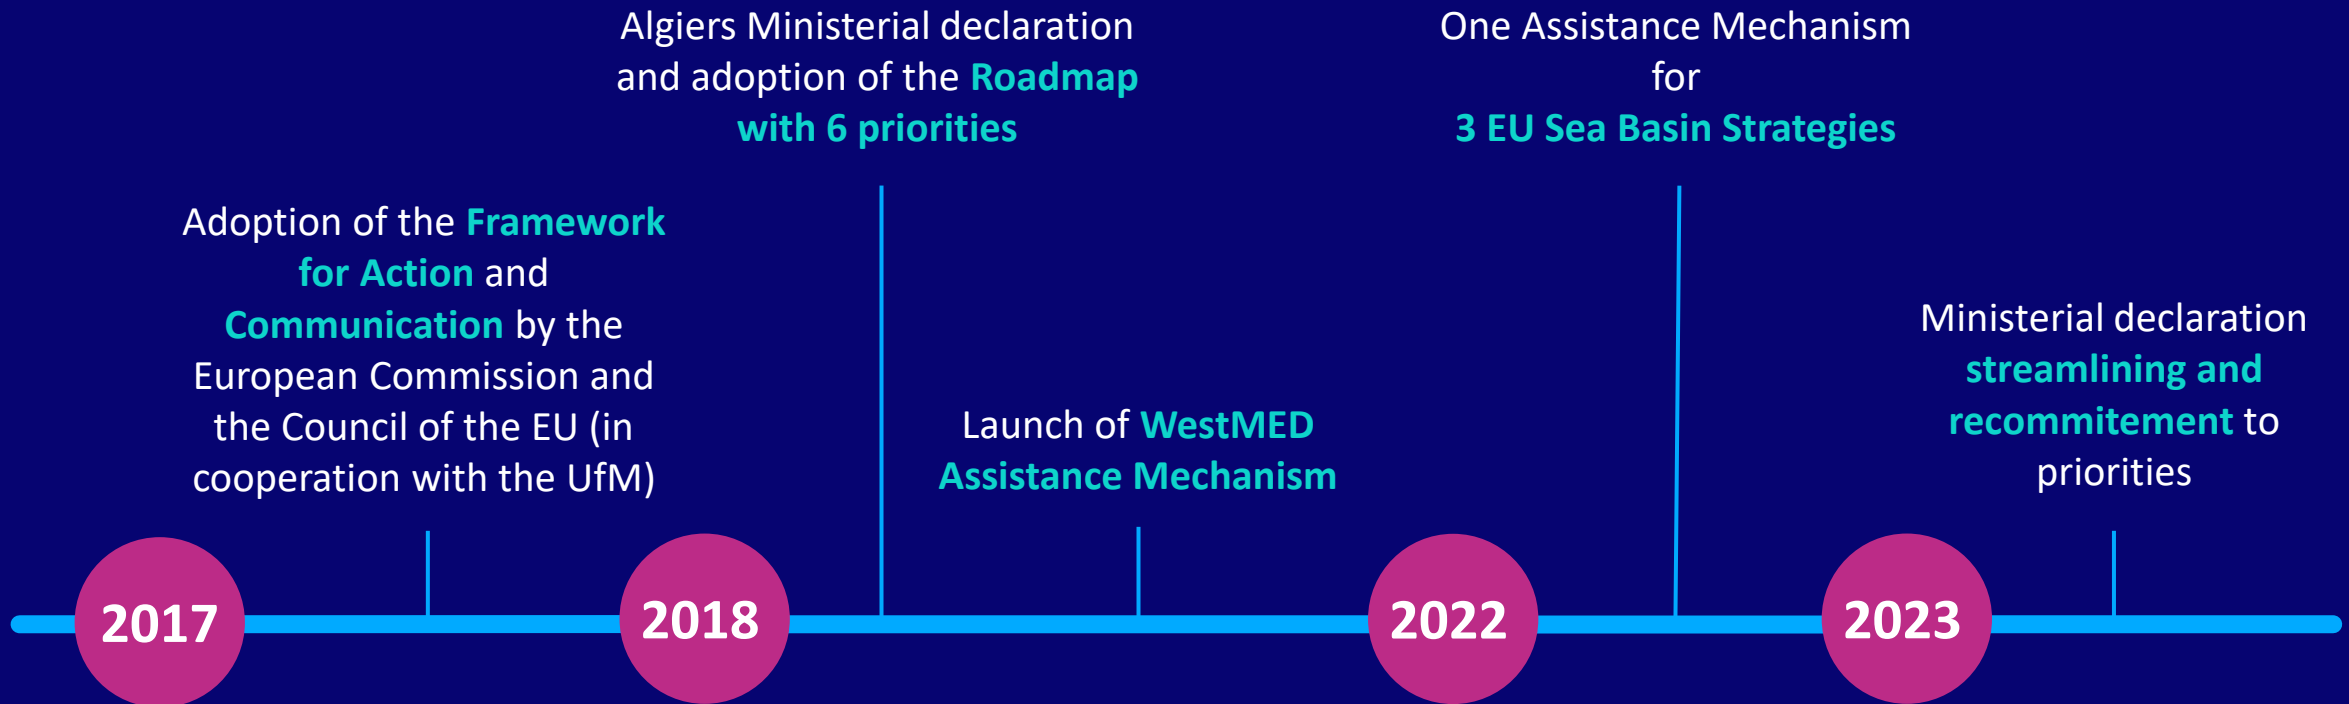 Adoption of the Framework
for Action and
Communication by the
European Commission and
the Council of the EU (in
cooperation with the UfM)
Algiers Ministerial declaration
and adoption of the Roadmap
with 6 priorities
Launch of WestMED
Assistance Mechanism
One Assistance Mechanism
for
3 EU Sea Basin Strategies
Ministerial declaration
streamlining and
recommitement to
priorities
2017
2018
2022
2023